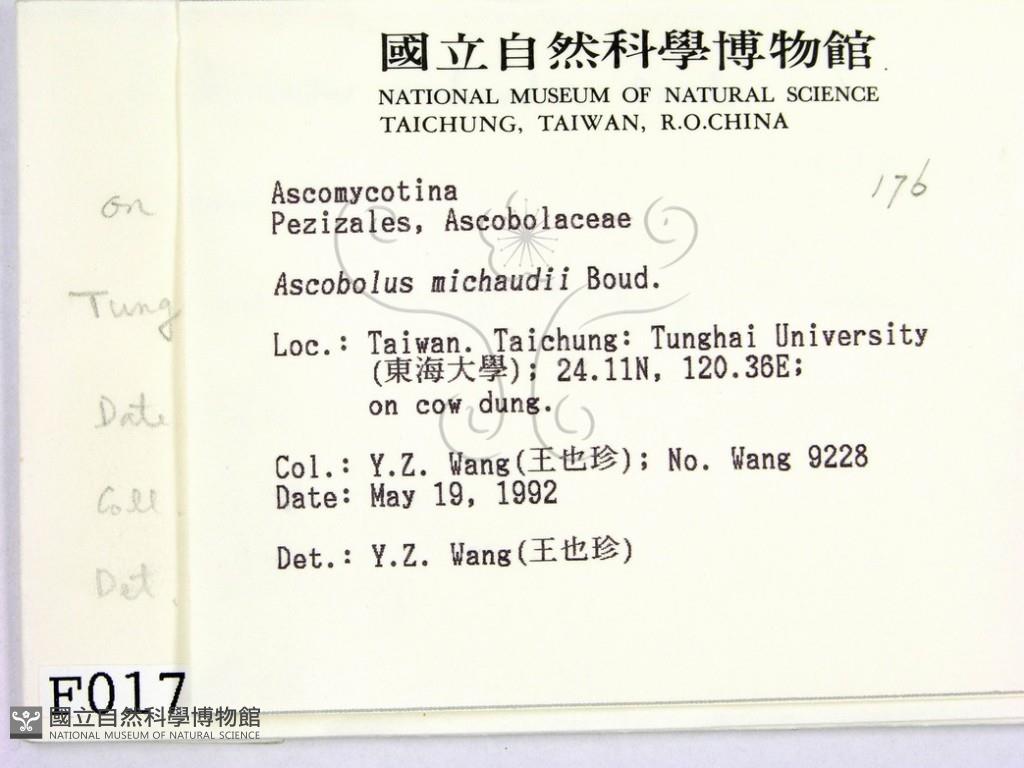 國立自然科學博物館
NATIONAL MUSEUM OF NATURAL SCIENCE
TAICHUNG, TAIWAN, R.O.CHINA
176
Ascomycotina
Pezizales, Ascobolaceae
Ascobolus michaudii Boud.
Loc.: Taiwan. Taichung: Tunghai University
(東海大學); 24.11N, 120.36E;
on cow dung.
Col.: Y.Z. Wang(王也珍); No. Wang 9228
Date: May 19, 1992
Det.: Y.Z. Wang(王也珍)
on
Tung
Date
Coll.
Det.
F017
國立自然科學博物館
NATIONAL MUSEUM OF NATURAL SCIENCE